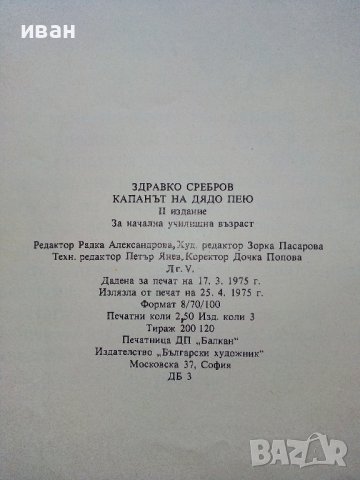 иван
ЗДРАВКО СРЕБРОВ
КАПАНЪТ НА ДЯДО ПЕЮ
II издание
За начална училищна възраст
Редактор Радка Александрова, Худ. редактор Зорка Пасарова
Техн. редактор Петър Янев, Коректор Дочка Попова
Лг. V.
Дадена за печат на 17. 3. 1975 г.
Излязла от печат на 25. 4. 1975 г.
Формат 8/70/100
Печатни коли 2,50 Изд. коли 3
Тираж 200 120
Печатница ДП „Балкан“
Издателство „Български художник“
Московска 37, София
ДБ 3
BAZAR